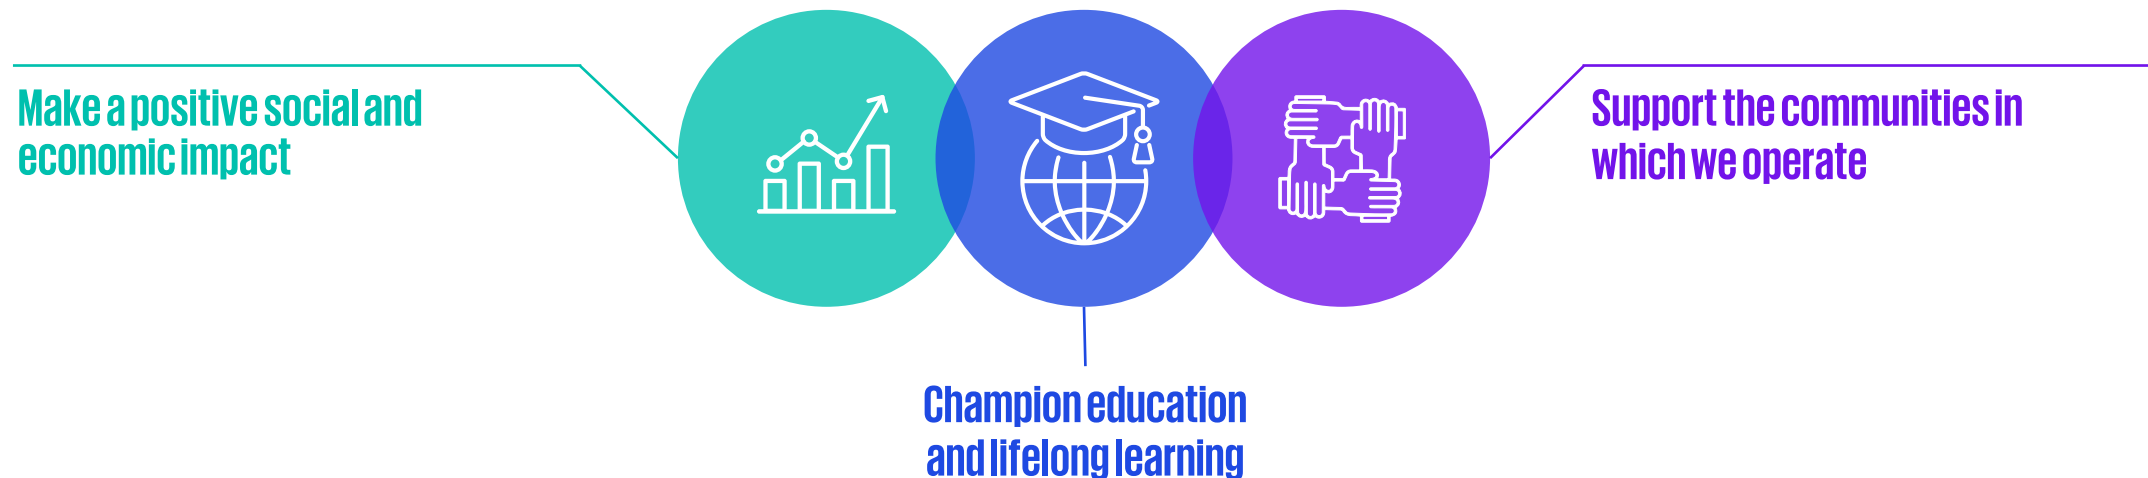 Make a positive social and
economic impact
Champion education
and lifelong learning
Support the communities in
which we operate